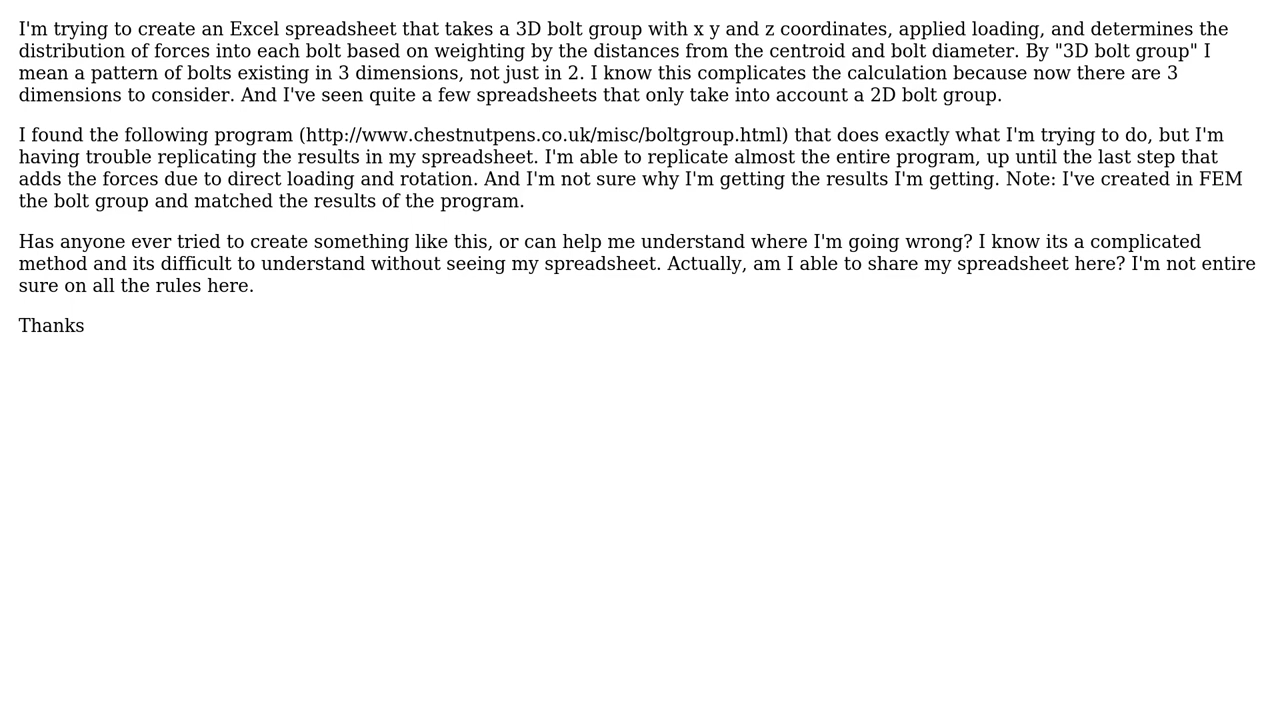 I'm trying to create an Excel spreadsheet that takes a 3D bolt group with x y and z coordinates, applied loading, and determines the
distribution of forces into each bolt based on weighting by the distances from the centroid and bolt diameter. By "3D bolt group" I
mean a pattern of bolts existing in 3 dimensions, not just in 2. I know this complicates the calculation because now there are 3
dimensions to consider. And I've seen quite a few spreadsheets that only take into account a 2D bolt group.
I found the following program (http://www.chestnutpens.co.uk/misc/boltgroup.html) that does exactly what I'm trying to do, but I'm
having trouble replicating the results in my spreadsheet. I'm able to replicate almost the entire program, up until the last step that
adds the forces due to direct loading and rotation. And I'm not sure why I'm getting the results I'm getting. Note: I've created in FEM
the bolt group and matched the results of the program.
Has anyone ever tried to create something like this, or can help me understand where I'm going wrong? I know its a complicated
method and its difficult to understand without seeing my spreadsheet. Actually, am I able to share my spreadsheet here? I'm not entire
sure on all the rules here.
Thanks